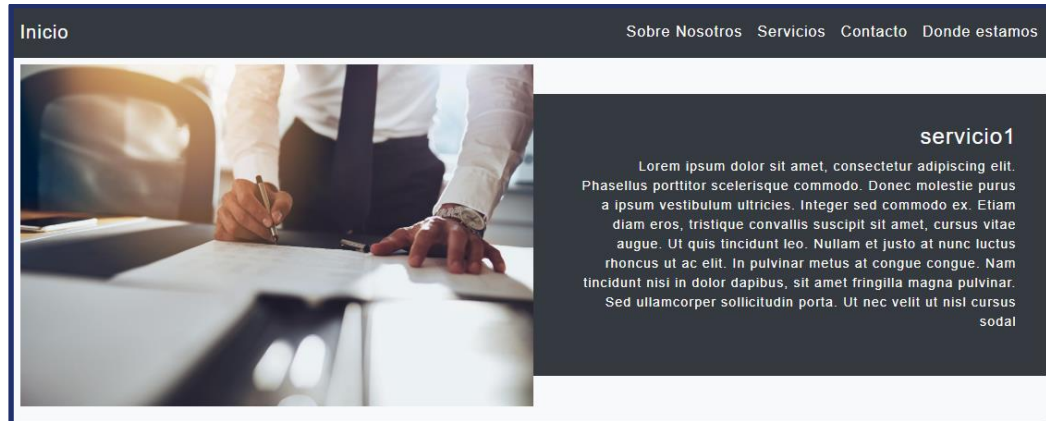 Inicio
Sobre Nosotros Servicios Contacto Donde estamos
servicio1
Lorem ipsum dolor sit amet, consectetur adipiscing elit.
Phasellus porttitor scelerisque commodo. Donec molestie purus
a ipsum vestibulum ultricies. Integer sed commodo ex. Etiam
diam eros, tristique convallis suscipit sit amet, cursus vitae
augue. Ut quis tincidunt leo. Nullam et justo at nunc luctus
rhoncus ut ac elit. In pulvinar metus at congue congue. Nam
tincidunt nisi in dolor dapibus, sit amet fringilla magna pulvinar.
Sed ullamcorper sollicitudin porta. Ut nec velit ut nisl cursus
sodal